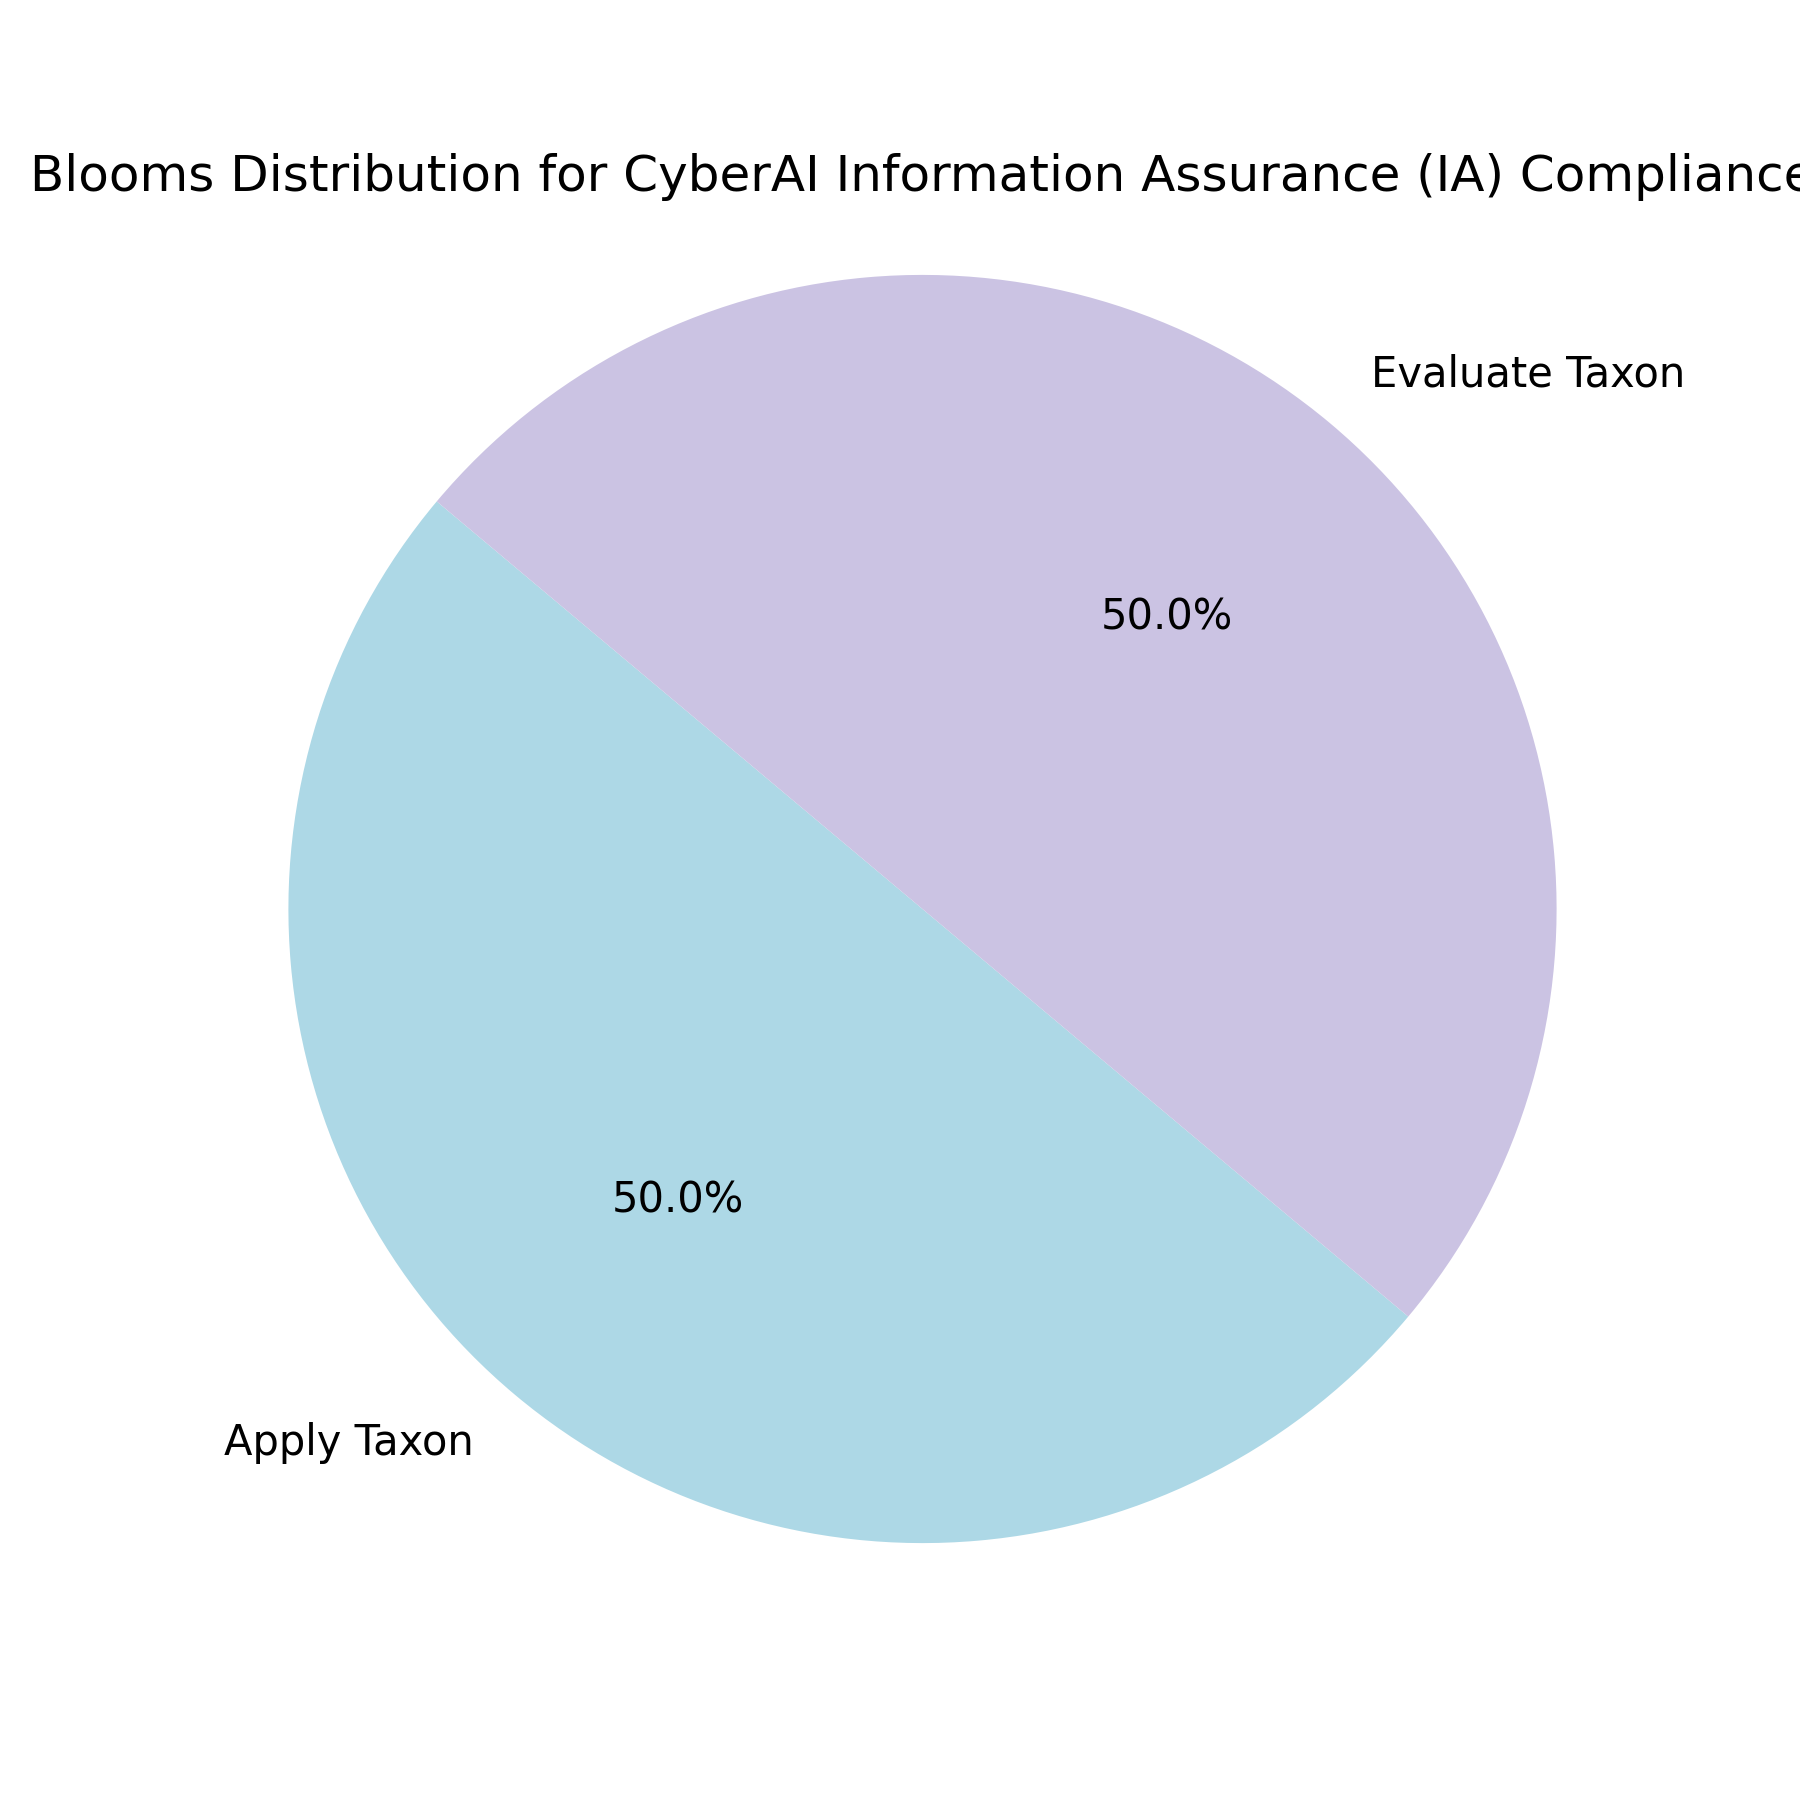 Blooms Distribution for CyberAI Information Assurance (IA) Compliance
Evaluate Taxon
50.0%
50.0%
Apply Taxon